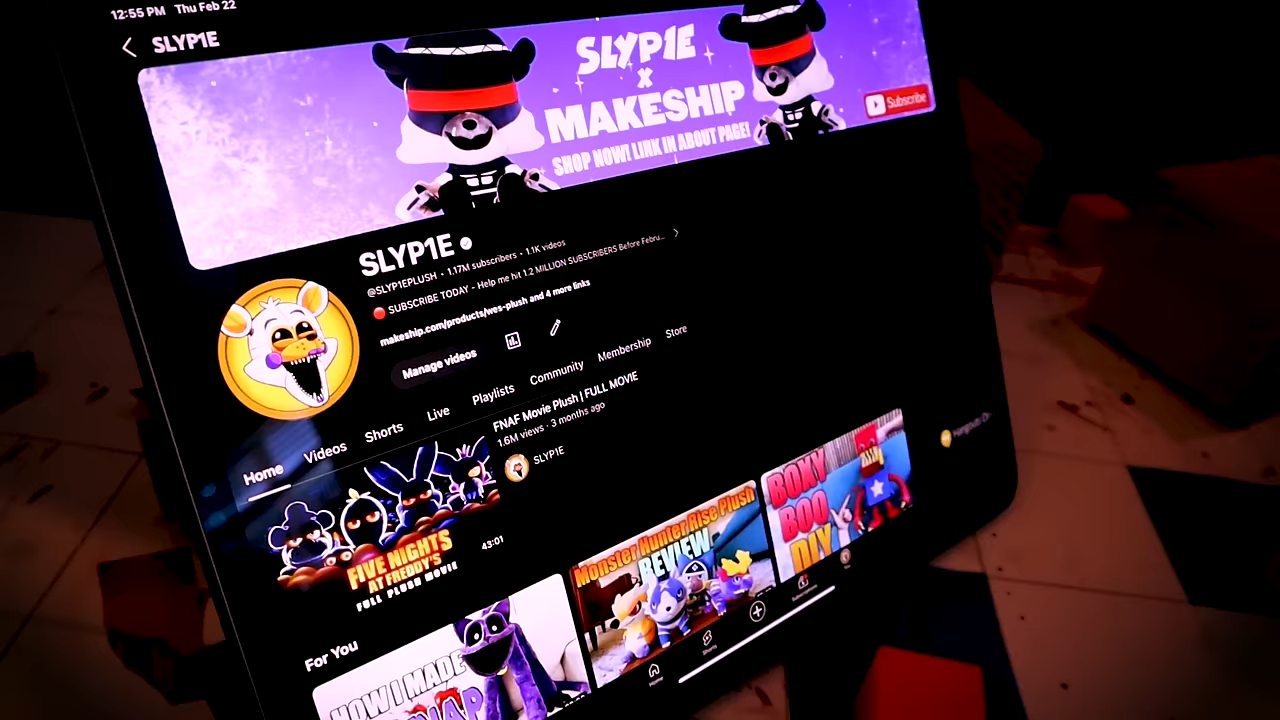 12:55 PM Thu Feb 22
SLYP1E
SLYP1E
X
MAKESHIP
SHOP NOW! LINK IN ABOUT PAGE!
Subscribe
SLYP1E
@SLYP1EPLUSH • 1.17M subscribers • 1.1K videos
SUBSCRIBE TODAY - Help me hit 1.2 MILLION SUBSCRIBERS Before Febru...
makeship.com/products/wes-plush and 4 more links
Manage videos
Home Videos Shorts Live Playlists Community Membership Store
FIVE NIGHTS
AT FREDDY'S
FULL PLUSH MOVIE
43:01
FNAF Movie Plush | FULL MOVIE
1.6M views • 3 months ago
SLYP1E
For You
HOW I MADE
Monster Hunter Rise Plush
REVIEW
BOXY
BOO
DIY
Home
Shorts